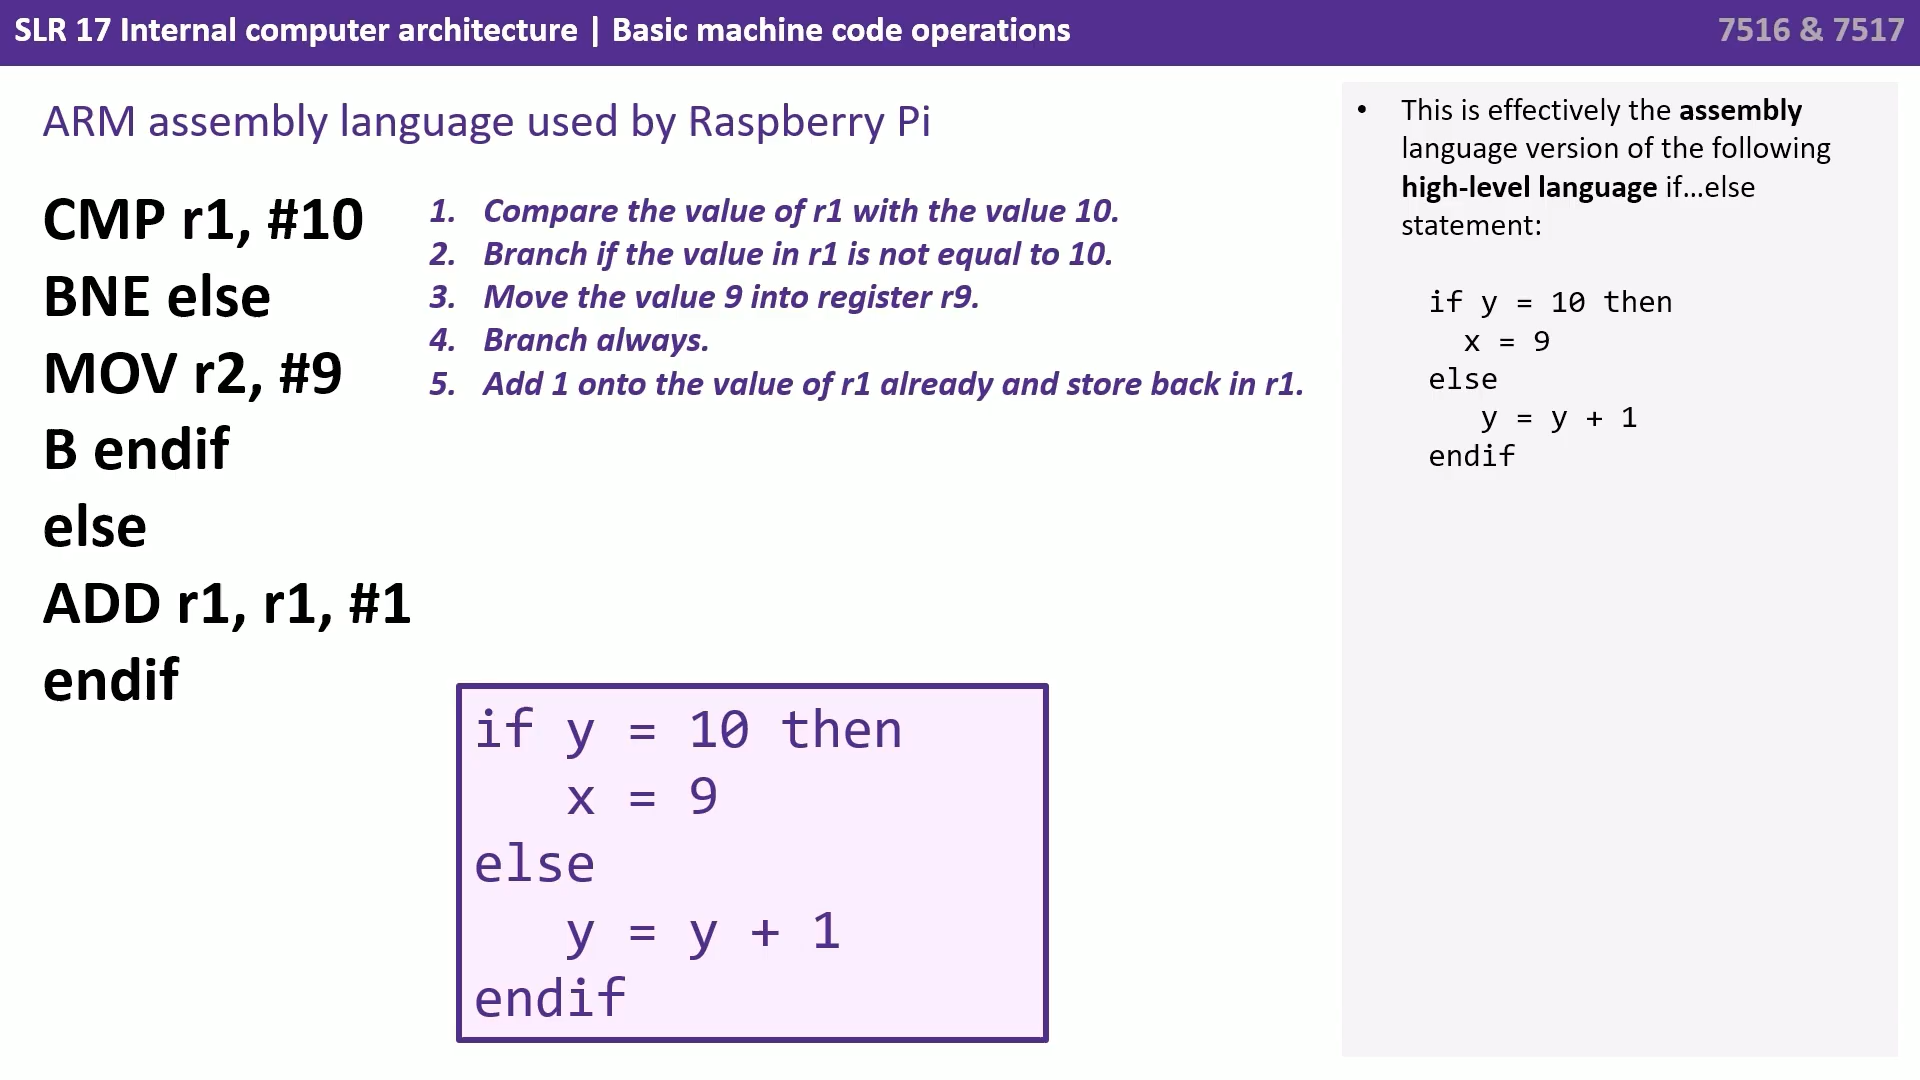 SLR 17 Internal computer architecture | Basic machine code operations
7516 & 7517
ARM assembly language used by Raspberry Pi
CMP r1, #10
BNE else
MOV r2, #9
B endif
else
ADD r1, r1, #1
endif
1. Compare the value of r1 with the value 10.
2. Branch if the value in r1 is not equal to 10.
3. Move the value 9 into register r9.
4. Branch always.
5. Add 1 onto the value of r1 already and store back in r1.
if y = 10 then
x = 9
else
y = y + 1
endif
• This is effectively the assembly
language version of the following
high-level language if...else
statement:
if y = 10 then
x = 9
else
y = y + 1
endif